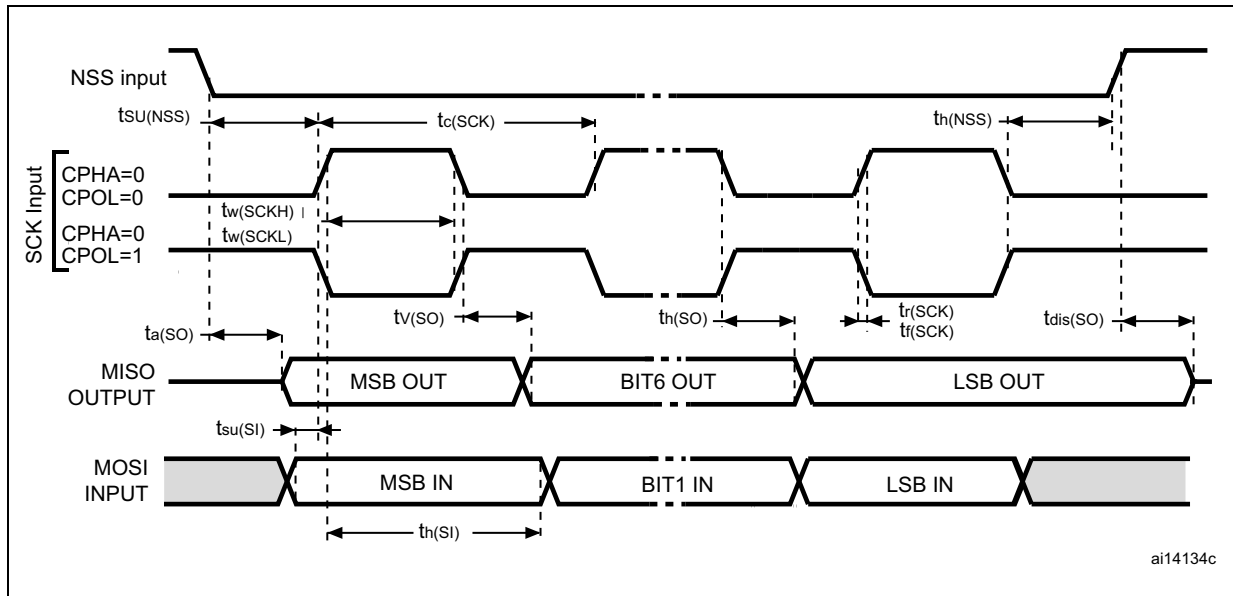 NSS input
tSU(NSS)
tc(SCK)
th(NSS)
SCK Input
CPHA=0
CPOL=0
tw(SCKH)
tw(SCKL)
CPHA=0
CPOL=1
ta(SO)
tV(SO)
th(SO)
tr(SCK)
tf(SCK)
tdis(SO)
MISO
OUTPUT
MSB OUT
BIT6 OUT
LSB OUT
tsu(SI)
MOSI
INPUT
MSB IN
BIT1 IN
LSB IN
th(SI)
ai14134c